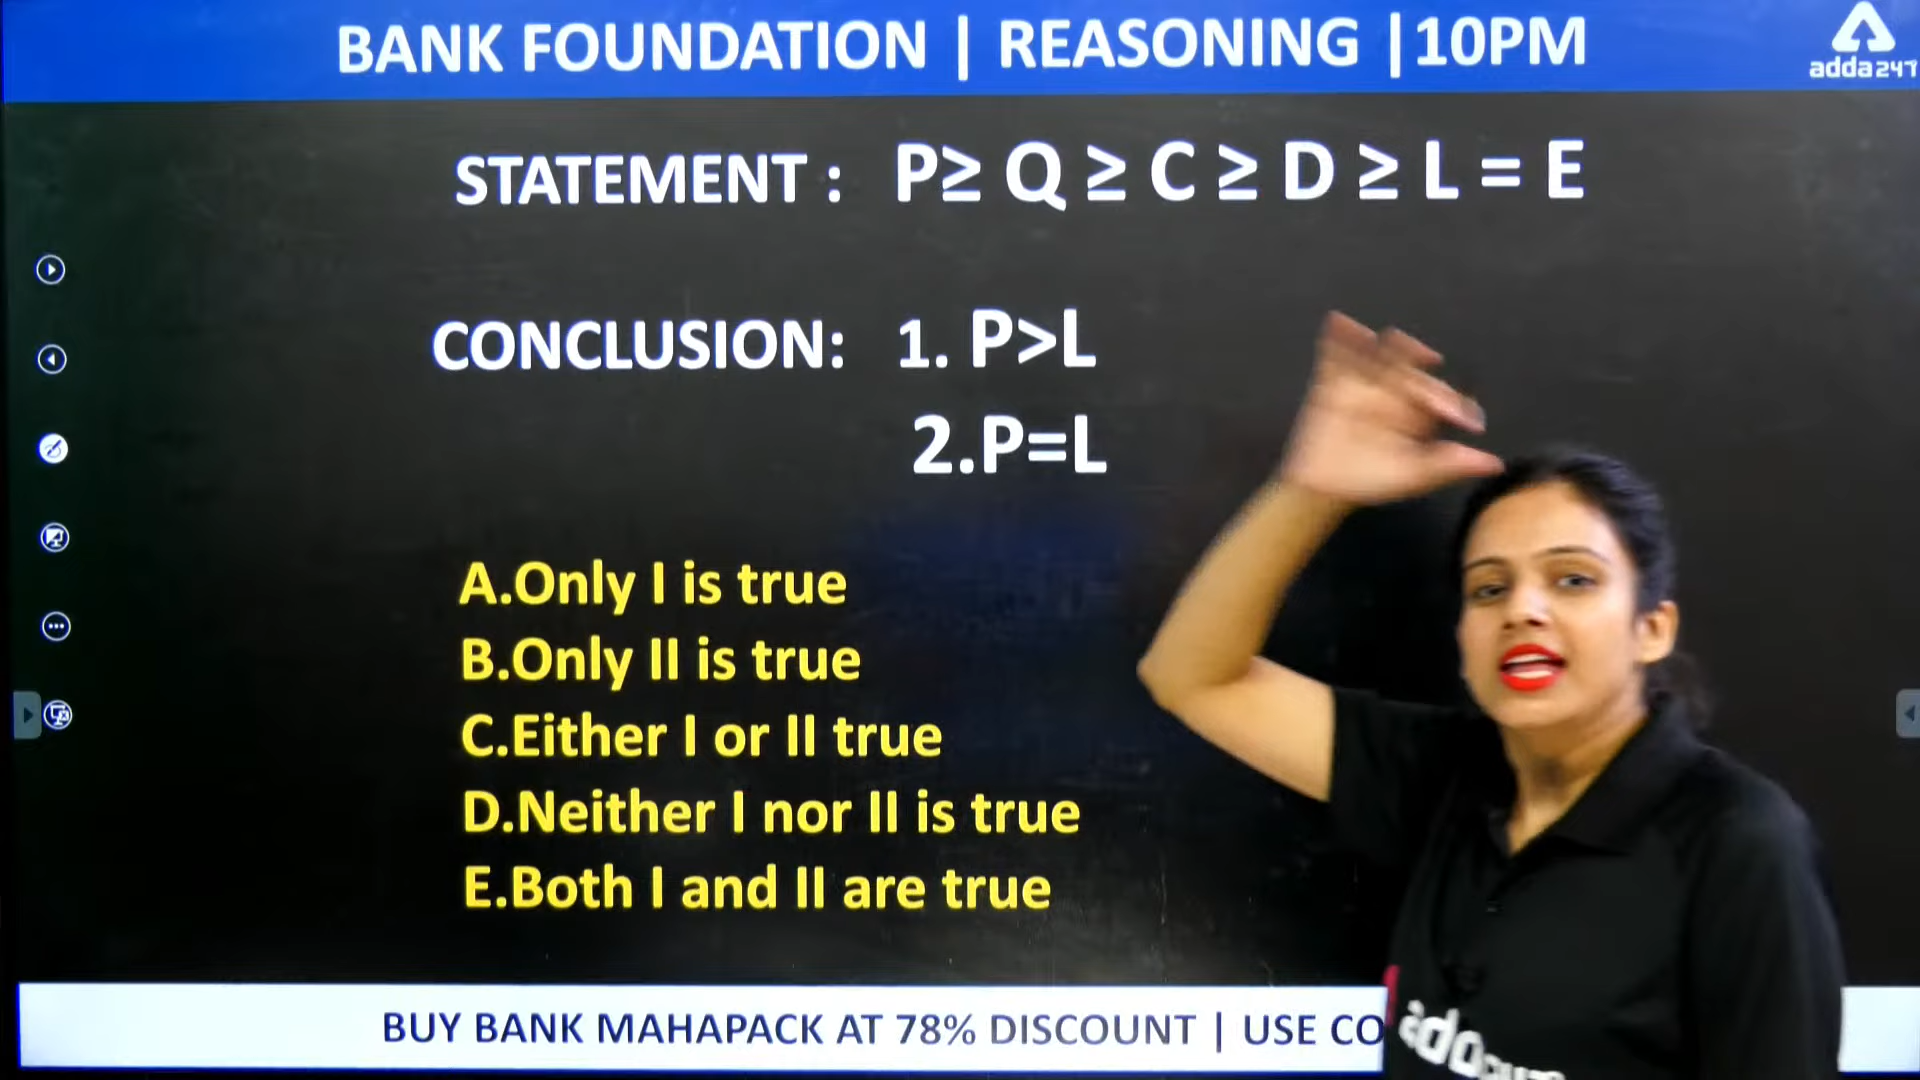 BANK FOUNDATION | REASONING |10PM
adda247
STATEMENT : P≥ Q ≥ C ≥ D ≥ L = E
CONCLUSION: 1. P>L
2.P=L
A.Only I is true
B.Only II is true
C.Either I or II true
D.Neither I nor II is true
E.Both I and II are true
BUY BANK MAHAPACK AT 78% DISCOUNT | USE CO